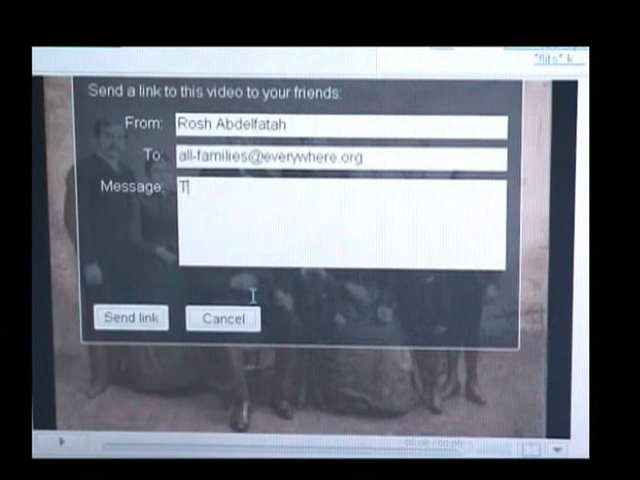 "flits" k
Send a link to this video to your friends:
From: Rosh Abdelfatah
To: all-families@everywhere.org
Message: T
Send link Cancel